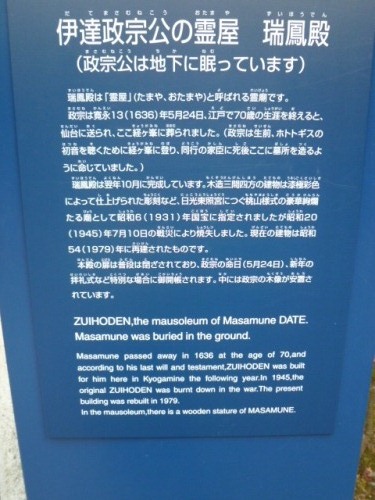 伊達政宗公の霊屋　瑞鳳殿
(政宗公は地下に眠っています)
瑞鳳殿は「霊屋」(たまや、おたまや)と呼ばれる霊廟です。
政宗は寛永13(1636)年5月24日、江戸で70歳の生涯を終えると、
仙台に送られ、ここ経ヶ峯に葬られました。(政宗は生前、ホトトギスの
初音を聴くために経ヶ峯に登り、同行の家臣に死後ここに墓所を造るよ
うに命じていました。)
瑞鳳殿は翌年10月に完成しています。木造三間四方の建物は漆極彩色
によって仕上げられた彫刻など、日光東照宮につぐ桃山様式の豪華絢爛
たる廟として昭和6(1931)年国宝に指定されましたが昭和20
(1945)年7月10日の戦災により焼失しました。現在の建物は昭和
54(1979)年に再建されたものです。
本殿の扉は普段は閉ざされており、政宗の命日(5月24日)、新年の
拝礼式など特別な場合に御開帳されます。中には政宗の木像が安置さ
れています。
ZUIHODEN,the mausoleum of Masamune DATE.
Masamune was buried in the ground.
Masamune passed away in 1636 at the age of 70,and
according to his last will and testament,ZUIHODEN was built
for him here in Kyogamine the following year.In 1945,the
original ZUIHODEN was burnt down in the war.The present
building was rebuilt in 1979.
In the mausoleum,there is a wooden stature of MASAMUNE.